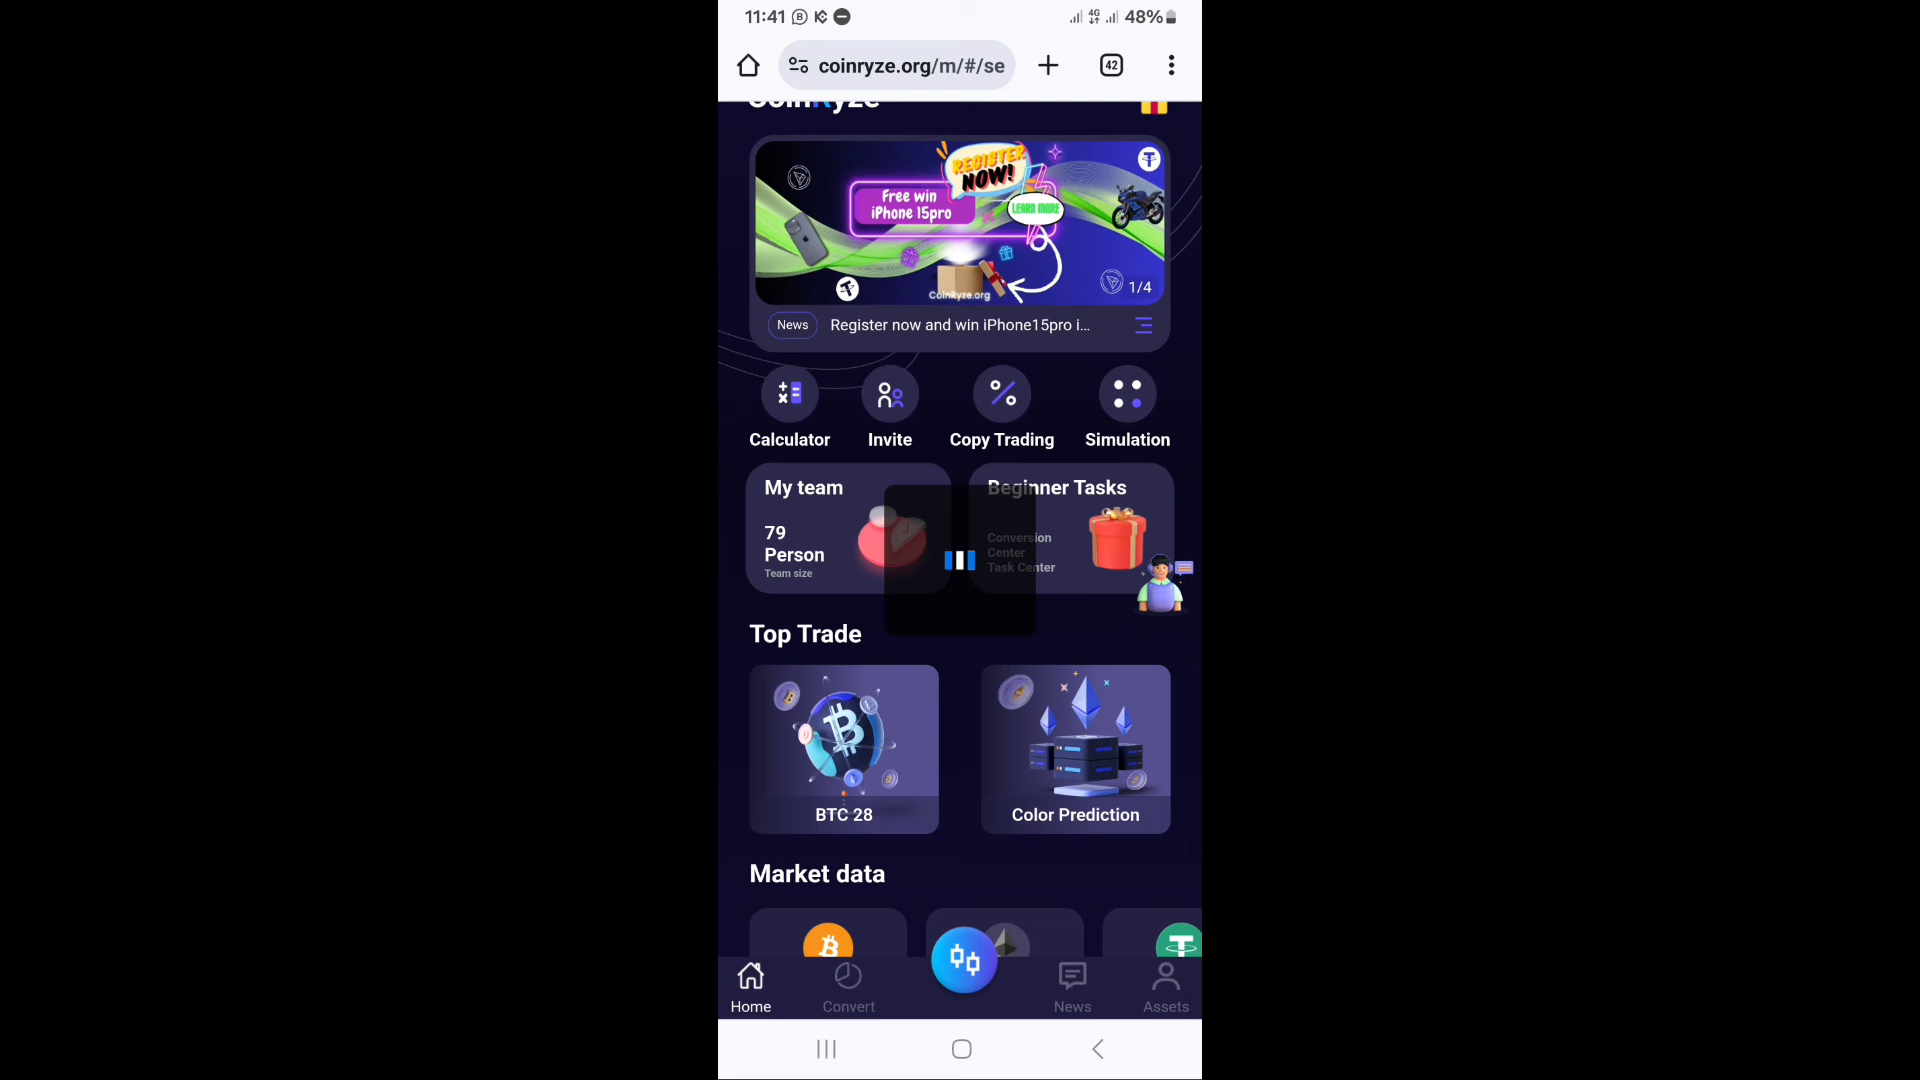 11:41
4G
48%
coinryze.org/m/#/se
42
CoinRyze
REGISTER
NOW!
Free win
iPhone 15pro
LEARN MORE
CoinRyze.org
1/4
News
Register now and win iPhone15pro i...
Calculator
Invite
Copy Trading
Simulation
My team
79
Person
Team size
Beginner Tasks
Conversion
Center
Task Center
Top Trade
BTC 28
Color Prediction
Market data
Home
Convert
News
Assets